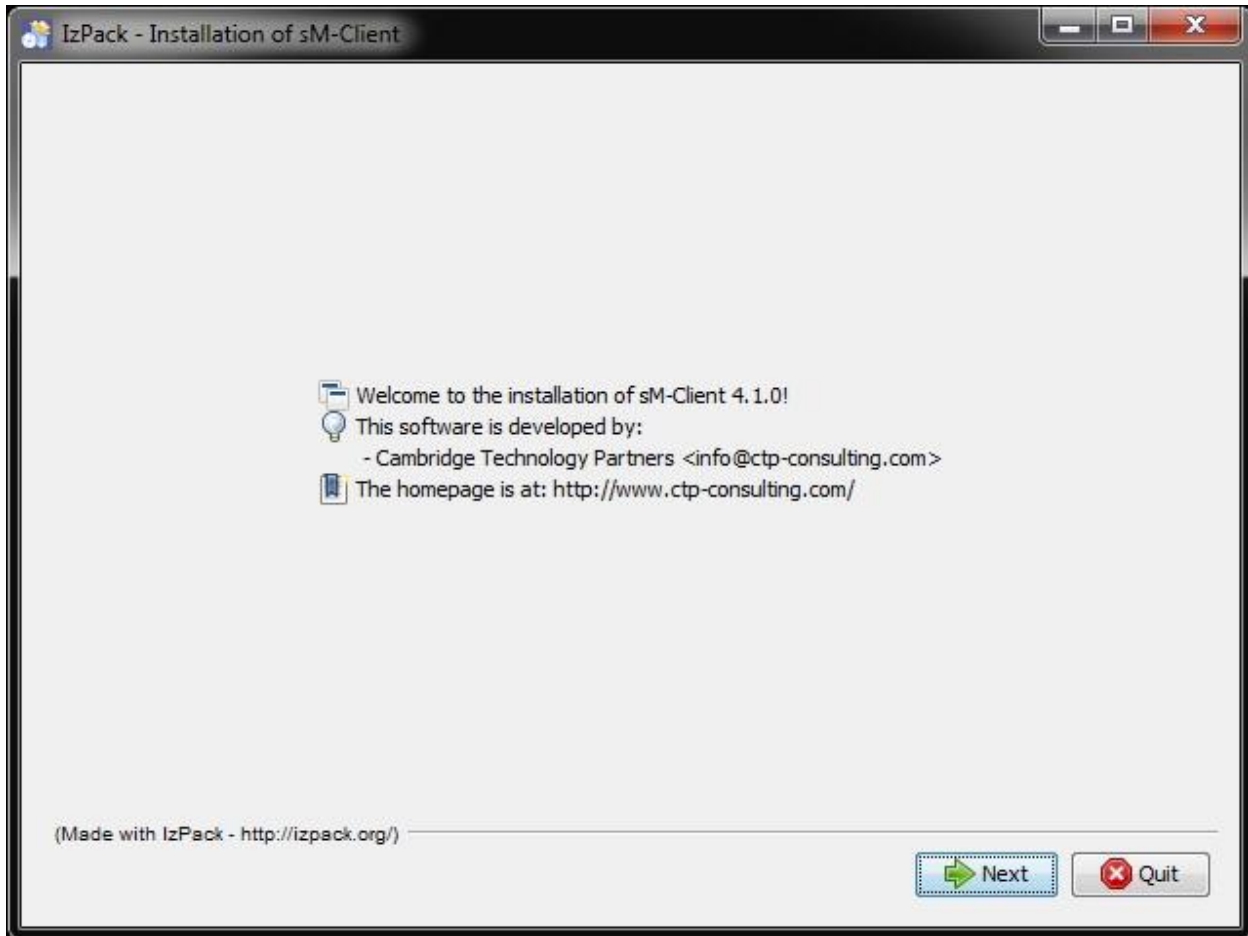 IzPack - Installation of sM-Client
Welcome to the installation of sM-Client 4.1.0!
This software is developed by:
- Cambridge Technology Partners <info@ctp-consulting.com>
The homepage is at: http://www.ctp-consulting.com/
(Made with IzPack - http://izpack.org/)
Next
Quit